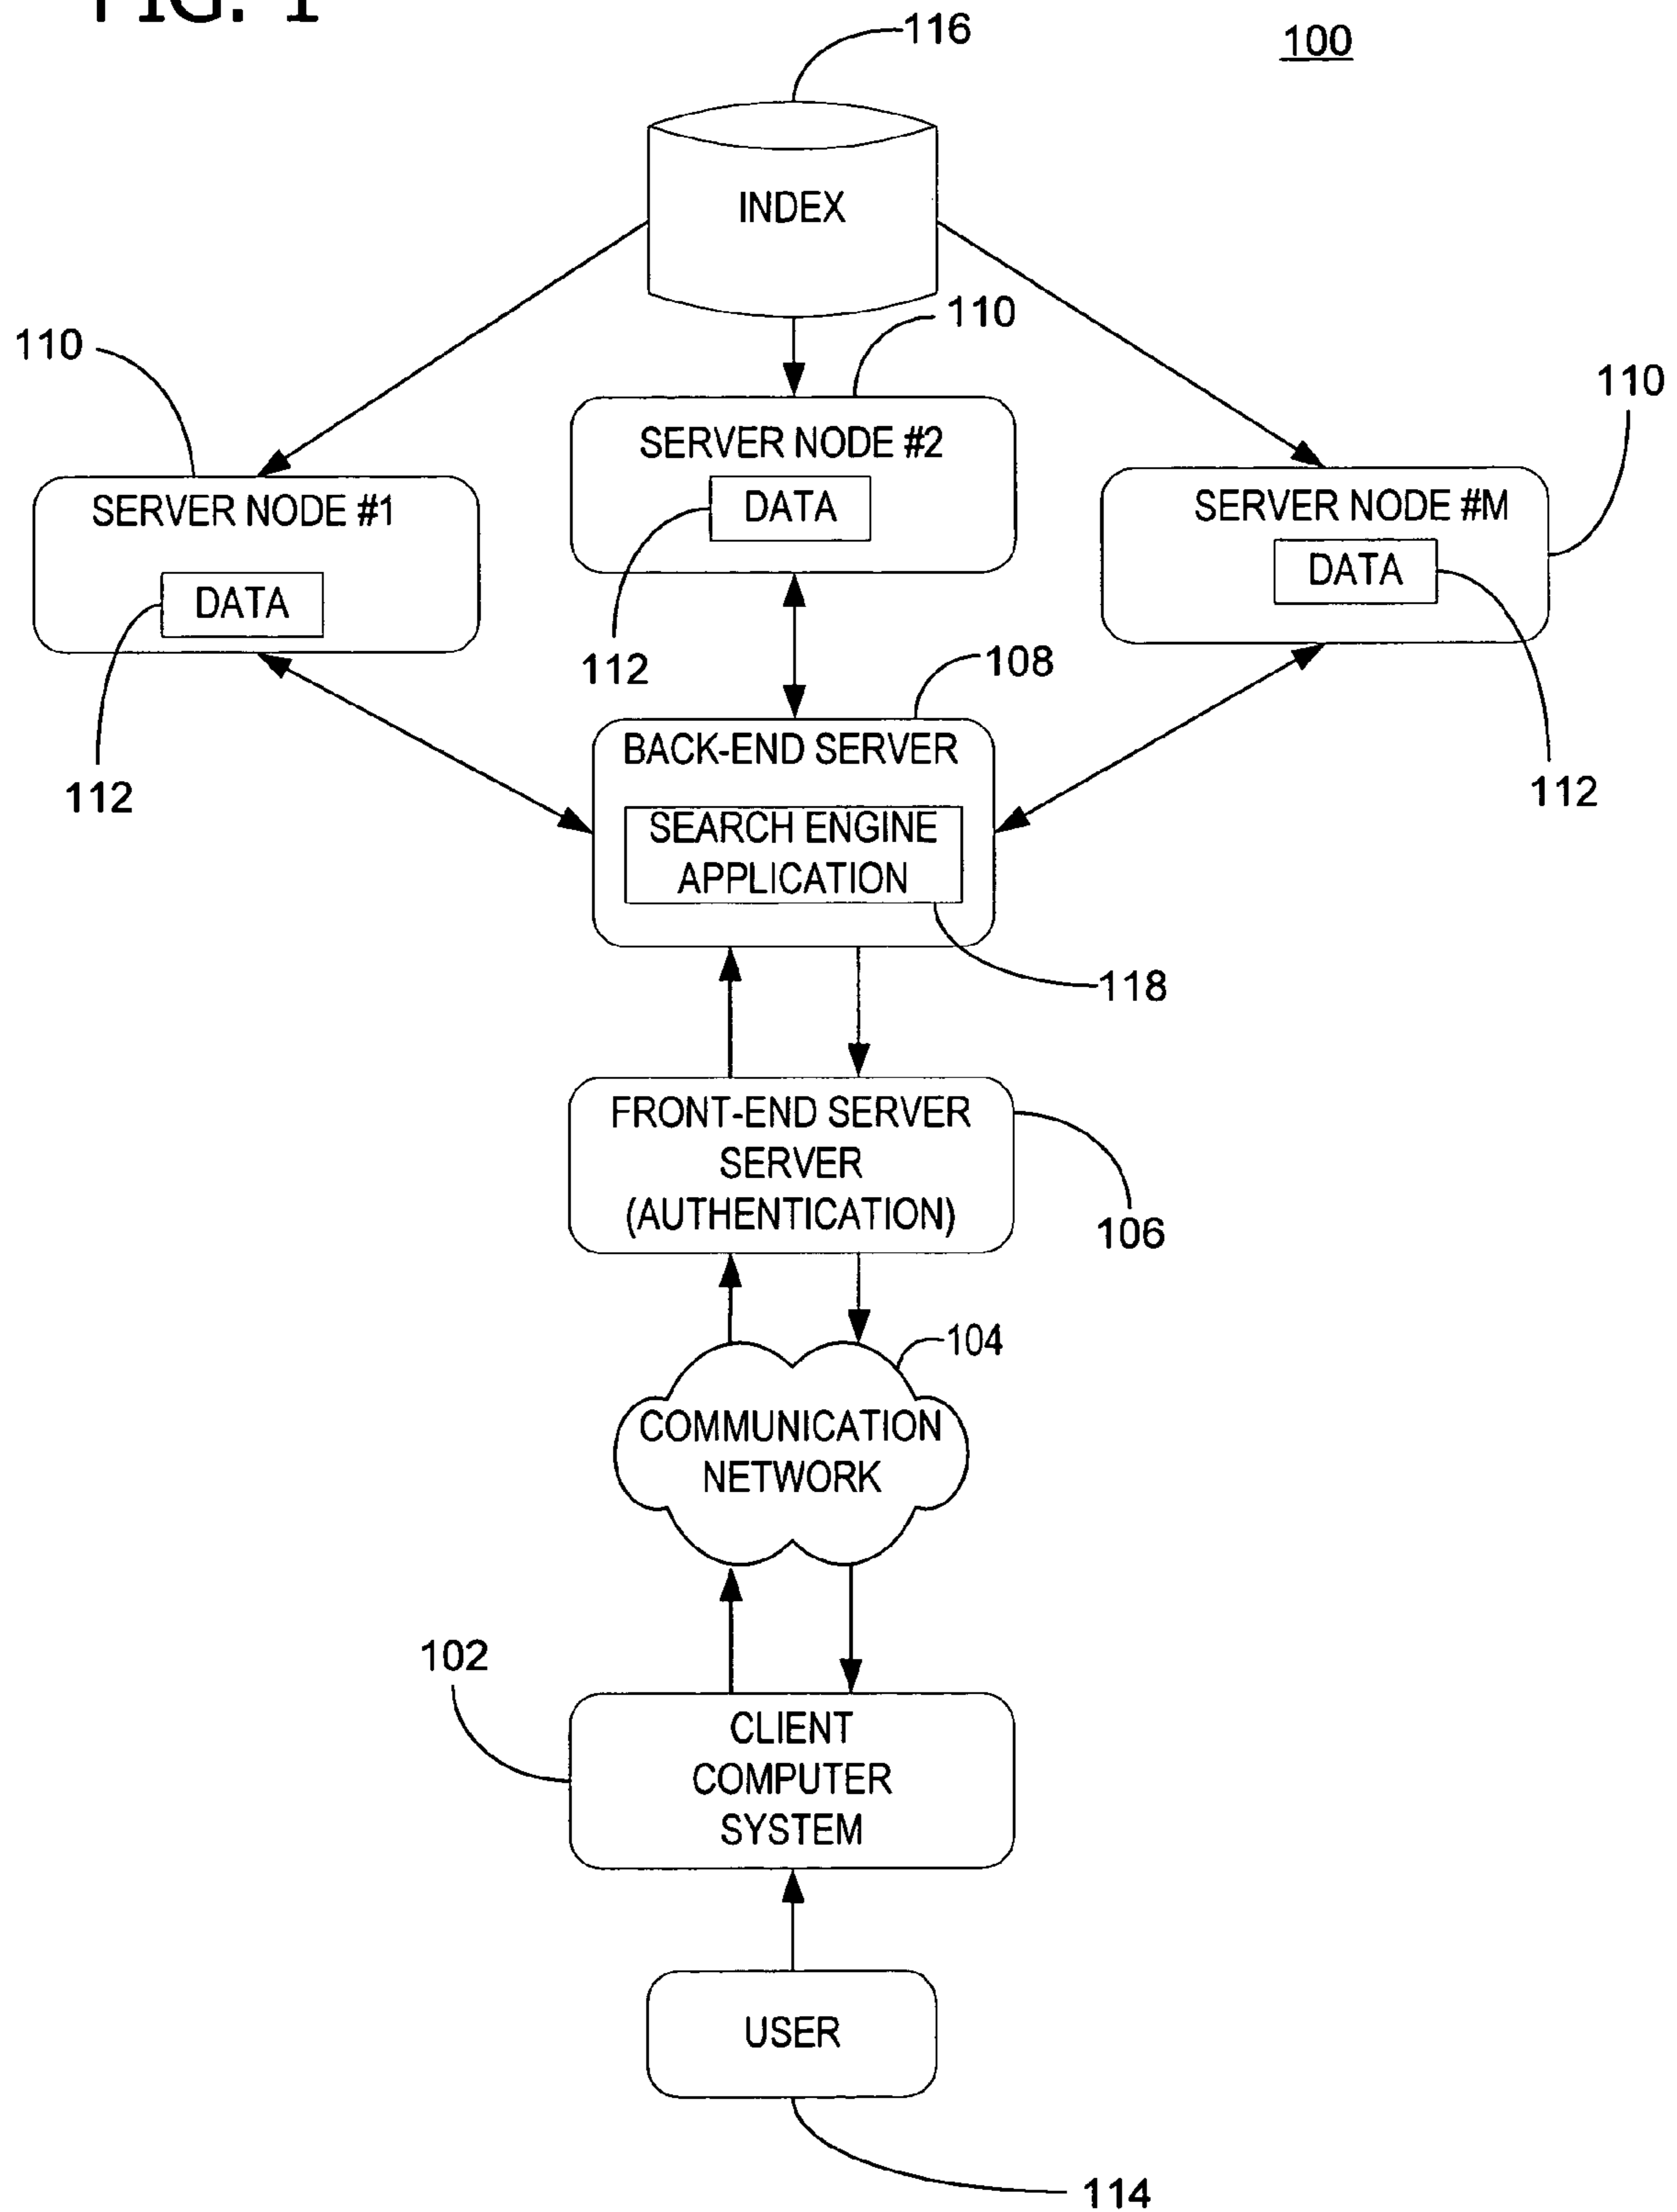 FIG. 1
116
100
INDEX
110
110
110
SERVER NODE #2
DATA
SERVER NODE #1
DATA
SERVER NODE #M
DATA
112
112
112
108
BACK-END SERVER
SEARCH ENGINE
APPLICATION
118
FRONT-END SERVER
SERVER
(AUTHENTICATION)
106
104
COMMUNICATION
NETWORK
102
CLIENT
COMPUTER
SYSTEM
USER
114